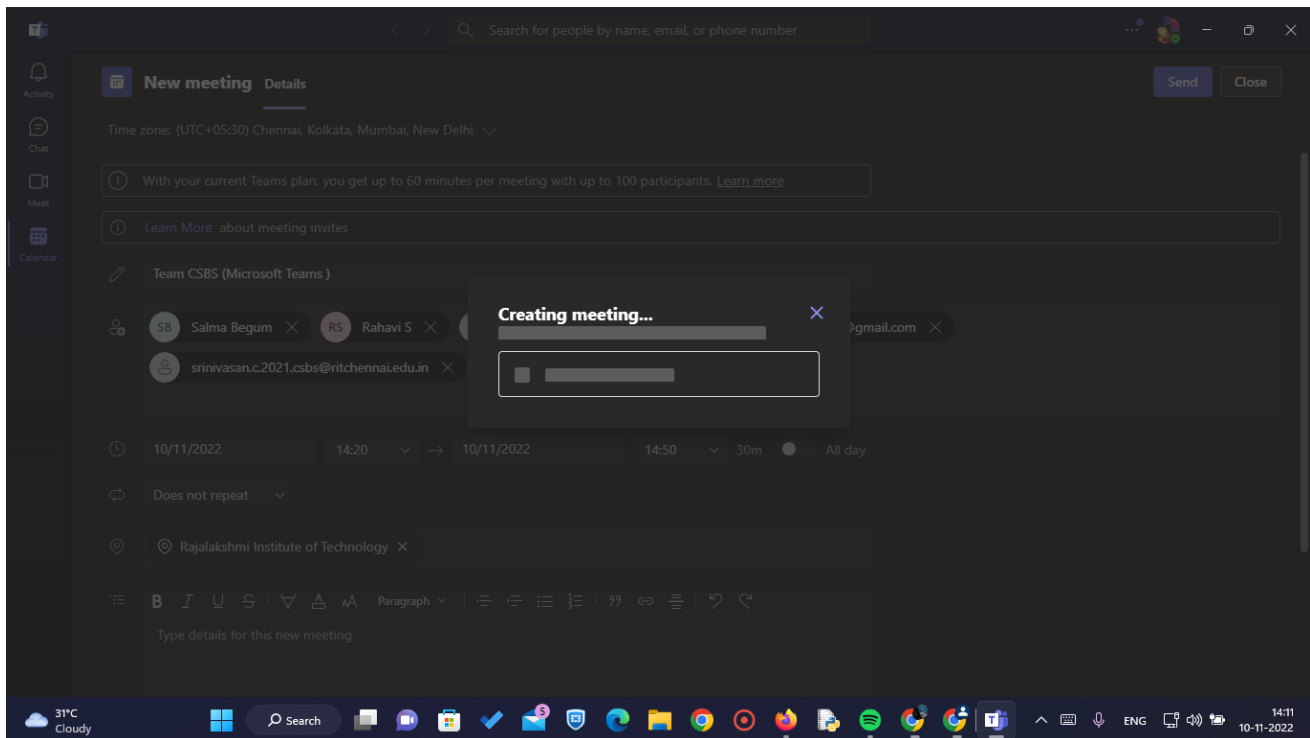 Search for people by name, email, or phone number
Activity
Chat
Meet
Calendar
New meeting Details
Send Close
Time zone: (UTC+05:30) Chennai, Kolkata, Mumbai, New Delhi
With your current Teams plan, you get up to 60 minutes per meeting with up to 100 participants. Learn more
Learn More about meeting invites
Team CSBS (Microsoft Teams )
SB Salma Begum RS Rahavi S @gmail.com
srinivasan.c.2021.csbs@ritchennai.edu.in
Creating meeting...
10/11/2022 14:20 → 10/11/2022 14:50 30m All day
Does not repeat
Rajalakshmi Institute of Technology
B I U S A AA Paragraph
Type details for this new meeting
31°C
Cloudy
Search
5
ENG
14:11
10-11-2022